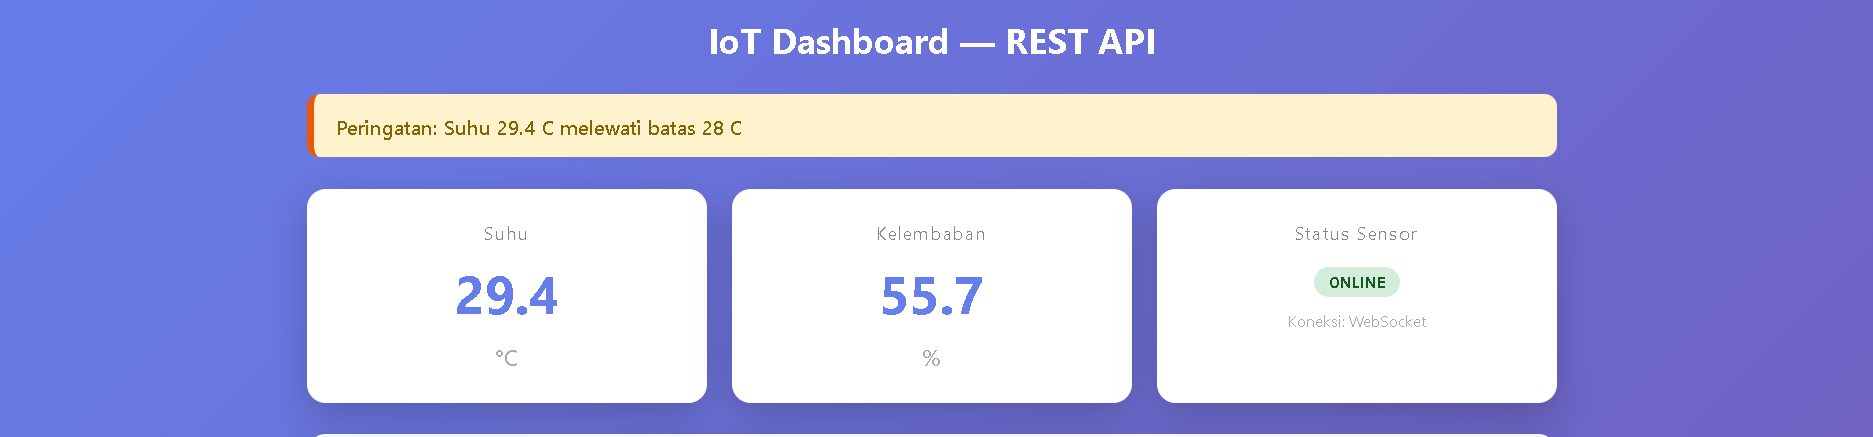 IoT Dashboard — REST API
Peringatan: Suhu 29.4 C melewati batas 28 C
Suhu
29.4
°C
Kelembaban
55.7
%
Status Sensor
ONLINE
Koneksi: WebSocket